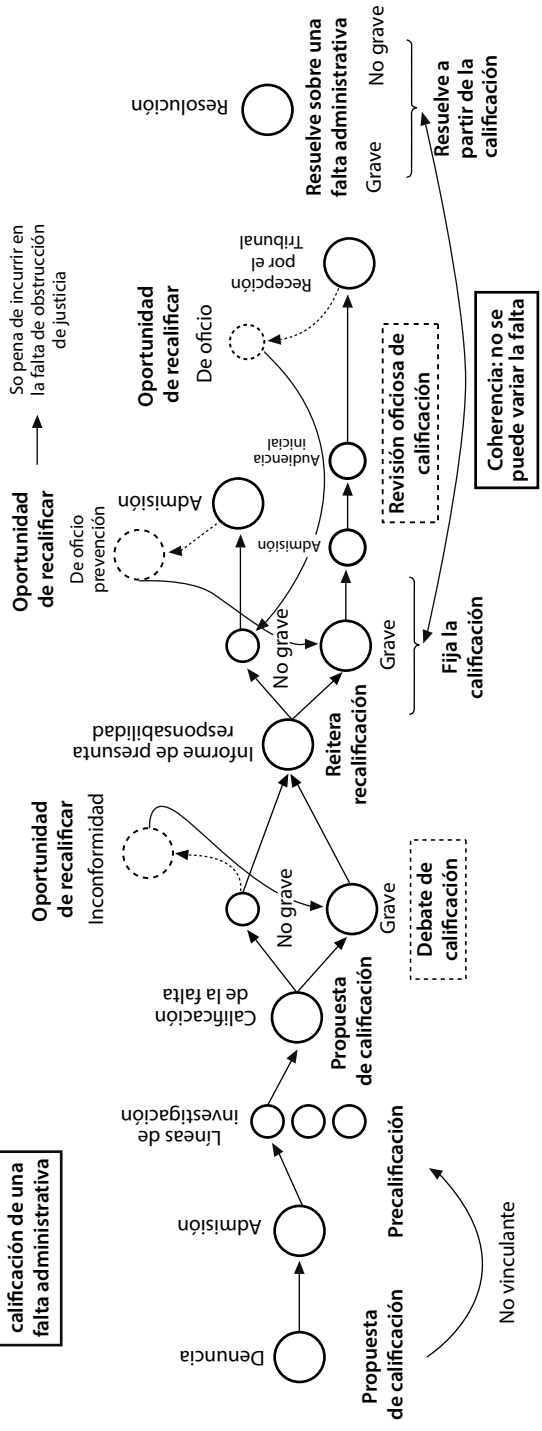 calificación de una
falta administrativa
Denuncia
Propuesta
de calificación
No vinculante
Admisión
Precalificación
Líneas de
investigación
Calificación
de la falta
Propuesta
de calificación
Oportunidad
de recalificar
Inconformidad
No grave
Grave
Debate de
calificación
Informe de presunta
responsabilidad
Reitera
recalificación
Oportunidad
de recalificar
So pena de incurrir en
la falta de obstrucción
de justicia
De oficio
prevención
Admisión
No grave
Grave
Fija la
calificación
Admisión
Audiencia
inicial
Revisión oficiosa de
calificación
Oportunidad
de recalificar
De oficio
Recepción
por el
Tribunal
Coherencia: no se
puede variar la falta
Resolución
Resuelve sobre una
falta administrativa
Grave
No grave
Resuelve a
partir de la
calificación